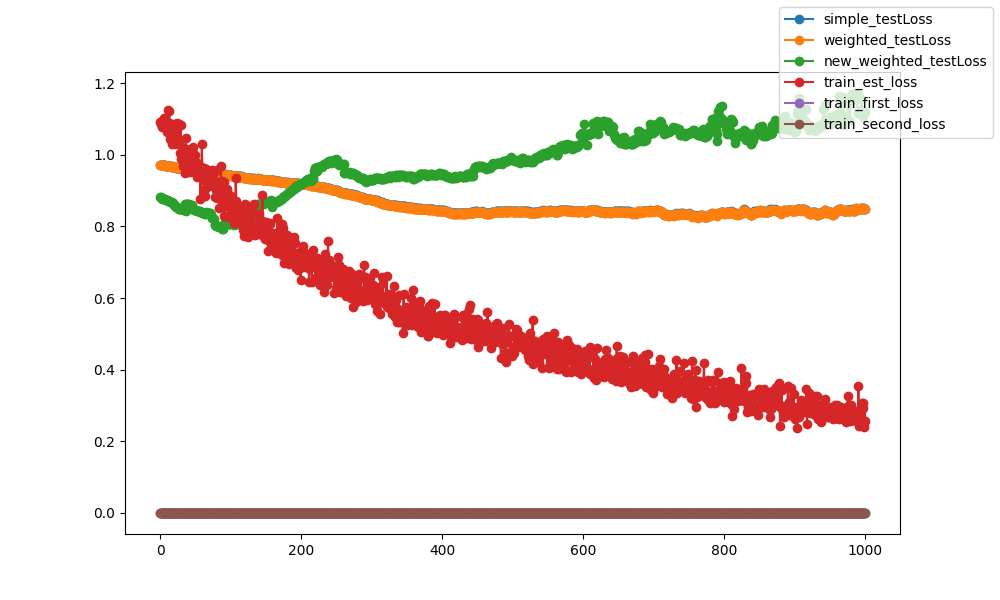 simple_testLoss
weighted_testLoss
new_weighted_testLoss
train_est_loss
train_first_loss
train_second_loss
1.2
1.0
0.8
0.6
0.4
0.2
0.0
0 200 400 600 800 1000